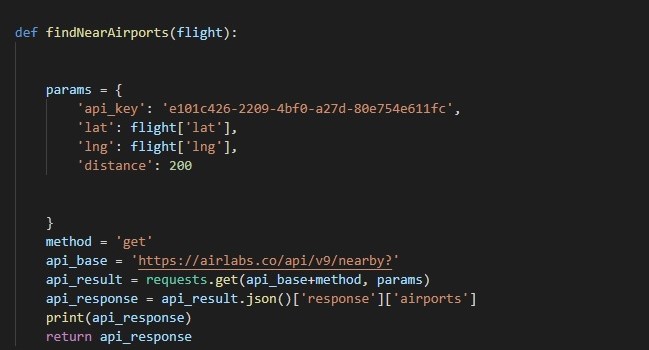 def findNearAirports(flight):
params = {
'api_key': 'e101c426-2209-4bf0-a27d-80e754e611fc',
'lat': flight['lat'],
'lng': flight['lng'],
'distance': 200
}
method = 'get'
api_base = 'https://airlabs.co/api/v9/nearby?'
api_result = requests.get(api_base+method, params)
api_response = api_result.json()['response']['airports']
print(api_response)
return api_response